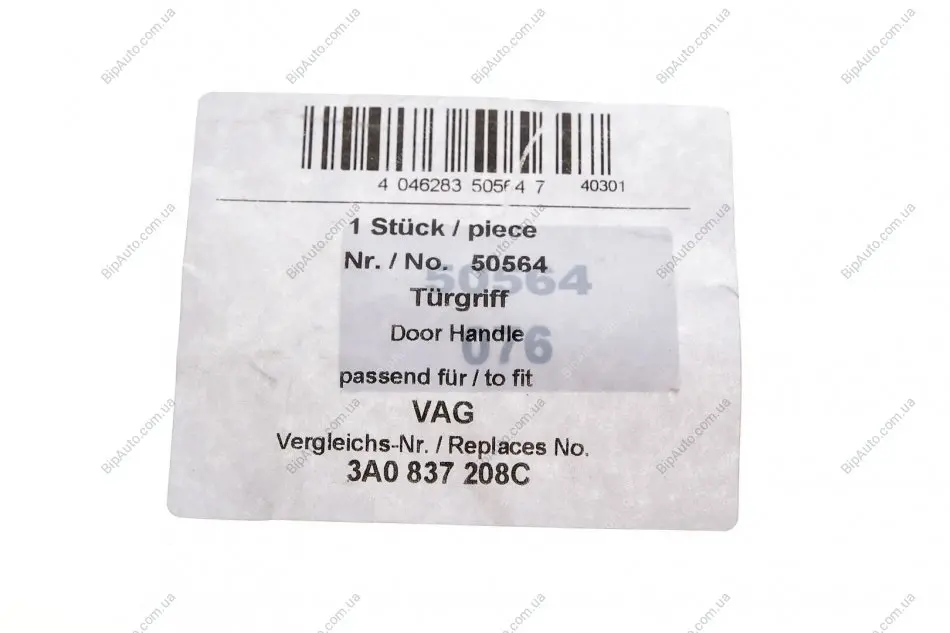 4 046283 50564 7 40301
1 Stück / piece
Nr. / No. 50564
50564
Türgriff
Door Handle
076
passend für / to fit
VAG
Vergleichs-Nr. / Replaces No.
3A0 837 208C
BipAuto.com.ua